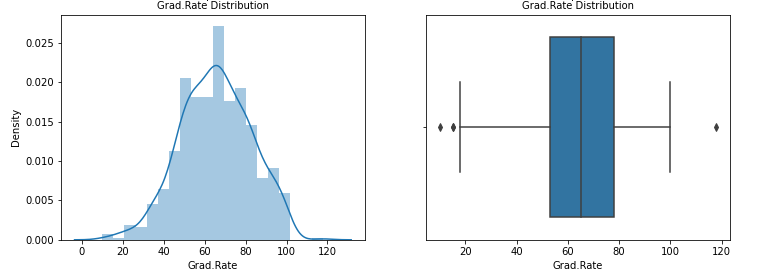 Grad.Rate Distribution
Density
0.025
0.020
0.015
0.010
0.005
0.000
0 20 40 60 80 100 120
Grad.Rate
Grad.Rate Distribution
20 40 60 80 100 120
Grad.Rate